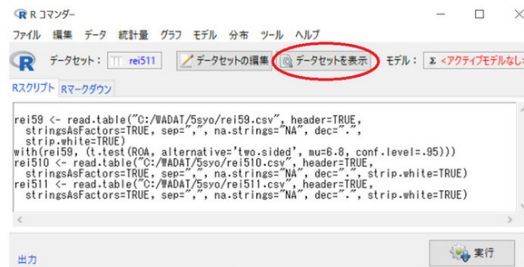 R コマンダー
ファイル 編集 データ 統計量 グラフ モデル 分布 ツール ヘルプ
データセット: rei511 データセットの編集 データセットを表示 モデル: Σ <アクティブモデルなし>
Rスクリプト Rマークダウン
rei59 <- read.table("C:/WADAT/5syo/rei59.csv", header=TRUE,
stringsAsFactors=TRUE, sep=",", na.strings="NA", dec=".",
strip.white=TRUE)
with(rei59, (t.test(ROA, alternative='two.sided', mu=6.8, conf.level=.95)))
rei510 <- read.table("C:/WADAT/5syo/rei510.csv", header=TRUE,
stringsAsFactors=TRUE, sep=",", na.strings="NA", dec=".", strip.white=TRUE)
rei511 <- read.table("C:/WADAT/5syo/rei511.csv", header=TRUE,
stringsAsFactors=TRUE, sep=",", na.strings="NA", dec=".", strip.white=TRUE)
出力 実行